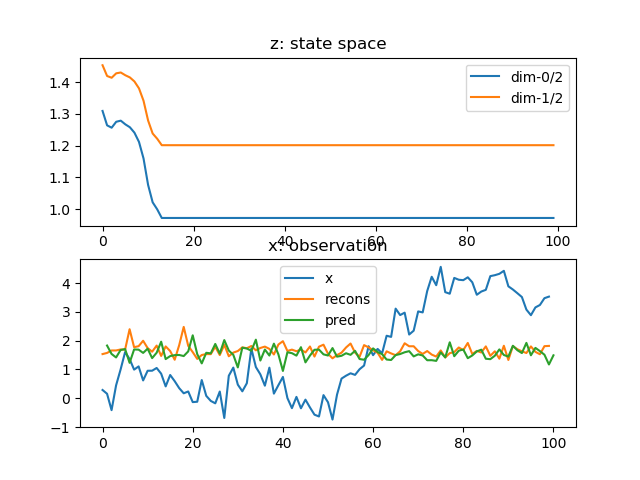 z: state space
1.4
1.3
1.2
1.1
1.0
dim-0/2
dim-1/2
0 20 40 60 80 100
x: observation
4
3
2
1
0
−1
x
recons
pred
0 20 40 60 80 100